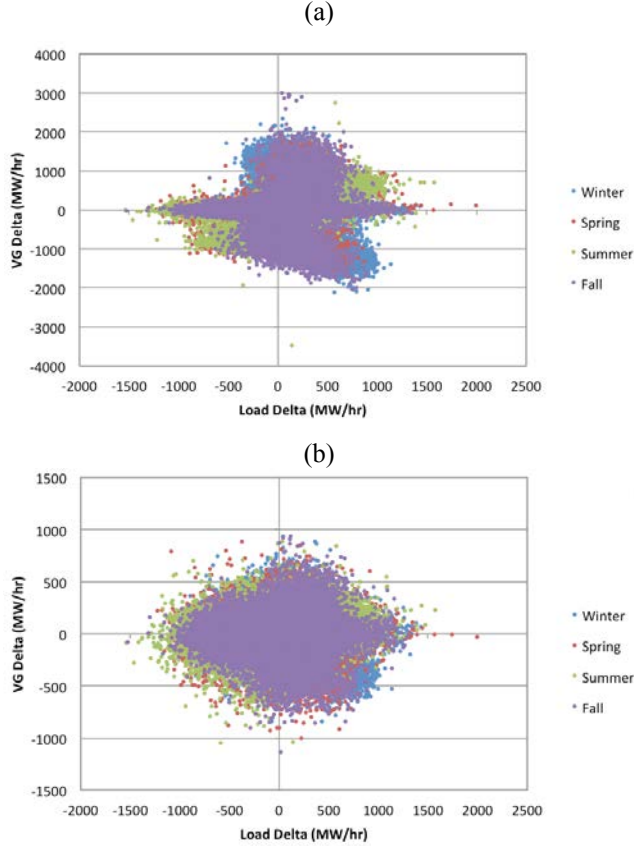 (a)
4000
3000
2000
1000
0
-1000
-2000
-3000
-4000
VG Delta (MW/hr)
-2000 -1500 -1000 -500 0 500 1000 1500 2000 2500
Load Delta (MW/hr)
Winter
Spring
Summer
Fall
(b)
1500
1000
500
0
-500
-1000
-1500
VG Delta (MW/hr)
-2000 -1500 -1000 -500 0 500 1000 1500 2000 2500
Load Delta (MW/hr)
Winter
Spring
Summer
Fall